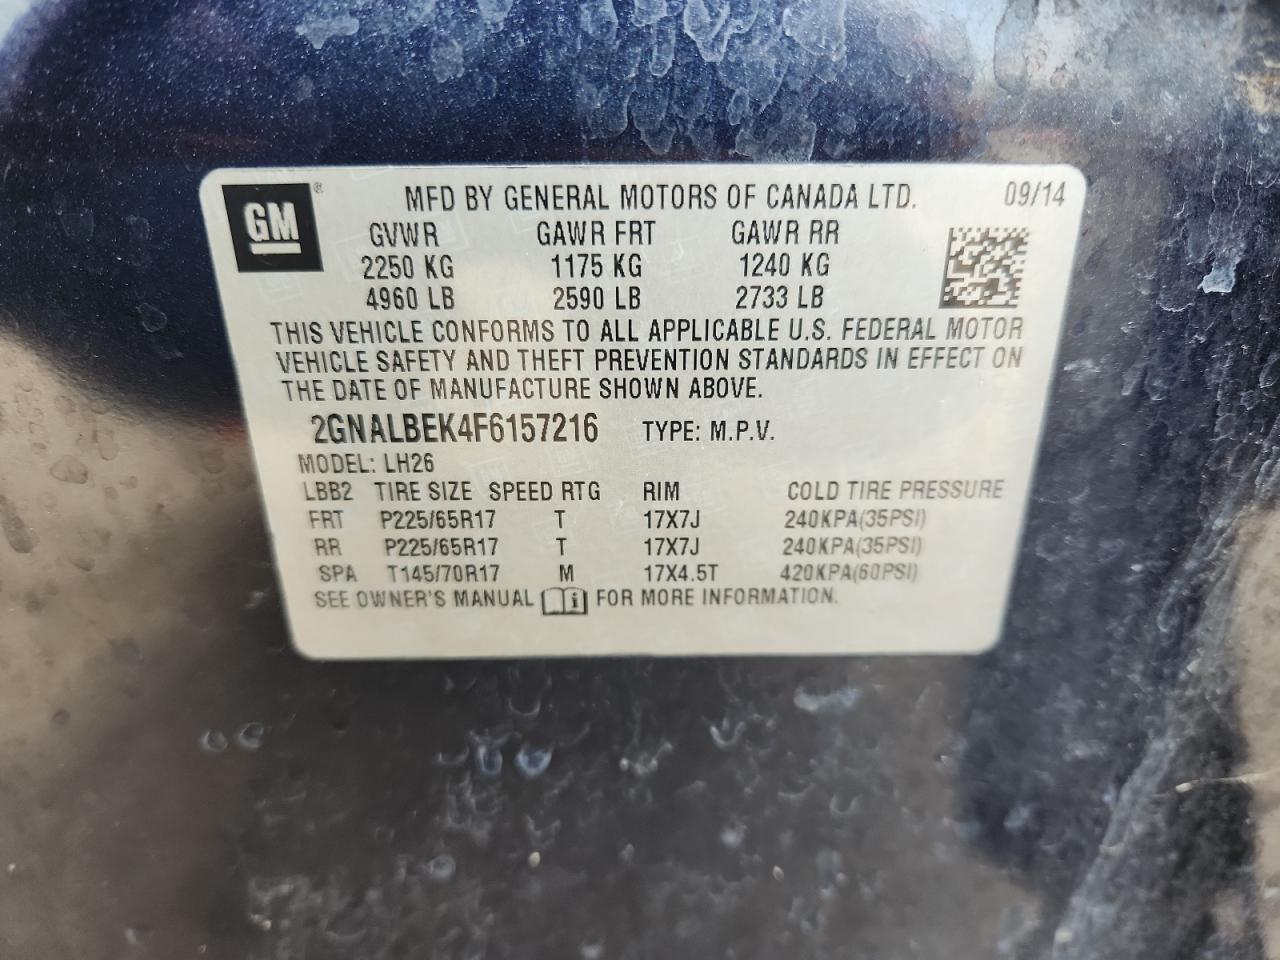 GM ® MFD BY GENERAL MOTORS OF CANADA LTD. 09/14
GVWR GAWR FRT GAWR RR
2250 KG 1175 KG 1240 KG
4960 LB 2590 LB 2733 LB
THIS VEHICLE CONFORMS TO ALL APPLICABLE U.S. FEDERAL MOTOR
VEHICLE SAFETY AND THEFT PREVENTION STANDARDS IN EFFECT ON
THE DATE OF MANUFACTURE SHOWN ABOVE.
2GNALBEK4F6157216 TYPE: M.P.V.
MODEL: LH26
LBB2 TIRE SIZE SPEED RTG RIM COLD TIRE PRESSURE
FRT P225/65R17 T 17X7J 240KPA(35PSI)
RR P225/65R17 T 17X7J 240KPA(35PSI)
SPA T145/70R17 M 17X4.5T 420KPA(60PSI)
SEE OWNER'S MANUAL i FOR MORE INFORMATION.